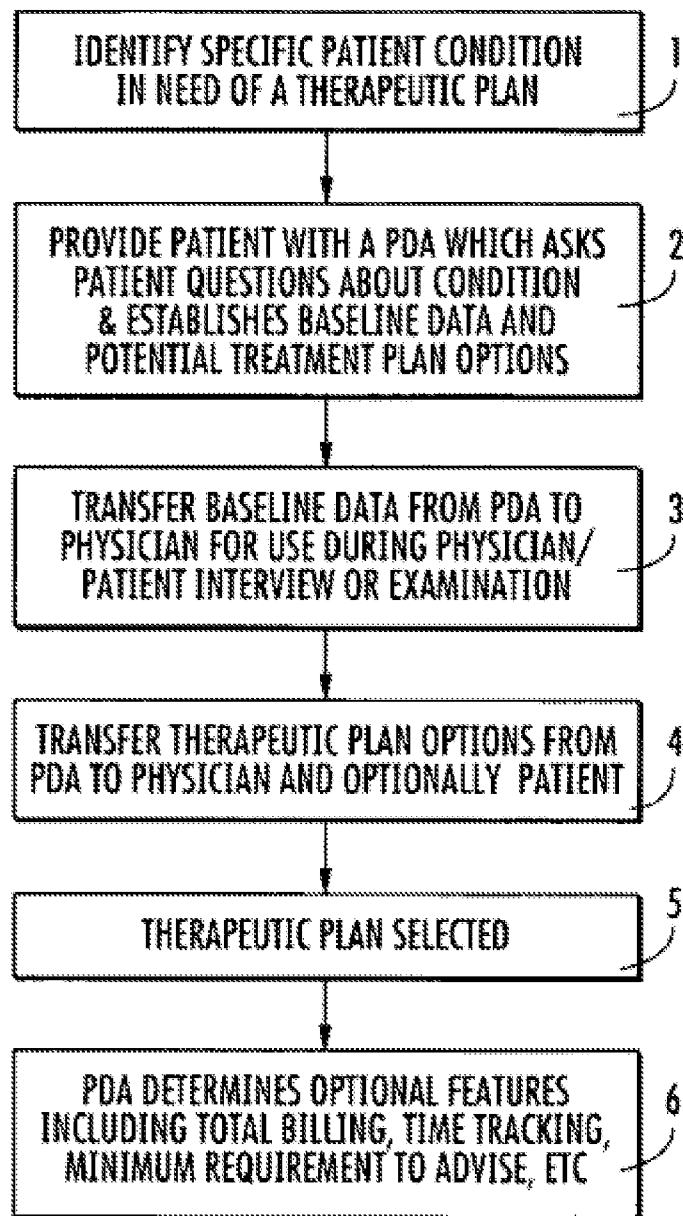 IDENTIFY SPECIFIC PATIENT CONDITION
IN NEED OF A THERAPEUTIC PLAN
1
PROVIDE PATIENT WITH A PDA WHICH ASKS
PATIENT QUESTIONS ABOUT CONDITION
& ESTABLISHES BASELINE DATA AND
POTENTIAL TREATMENT PLAN OPTIONS
2
TRANSFER BASELINE DATA FROM PDA TO
PHYSICIAN FOR USE DURING PHYSICIAN/
PATIENT INTERVIEW OR EXAMINATION
3
TRANSFER THERAPEUTIC PLAN OPTIONS FROM
PDA TO PHYSICIAN AND OPTIONALLY PATIENT
4
THERAPEUTIC PLAN SELECTED
5
PDA DETERMINES OPTIONAL FEATURES
INCLUDING TOTAL BILLING, TIME TRACKING,
MINIMUM REQUIREMENT TO ADVISE, ETC
6